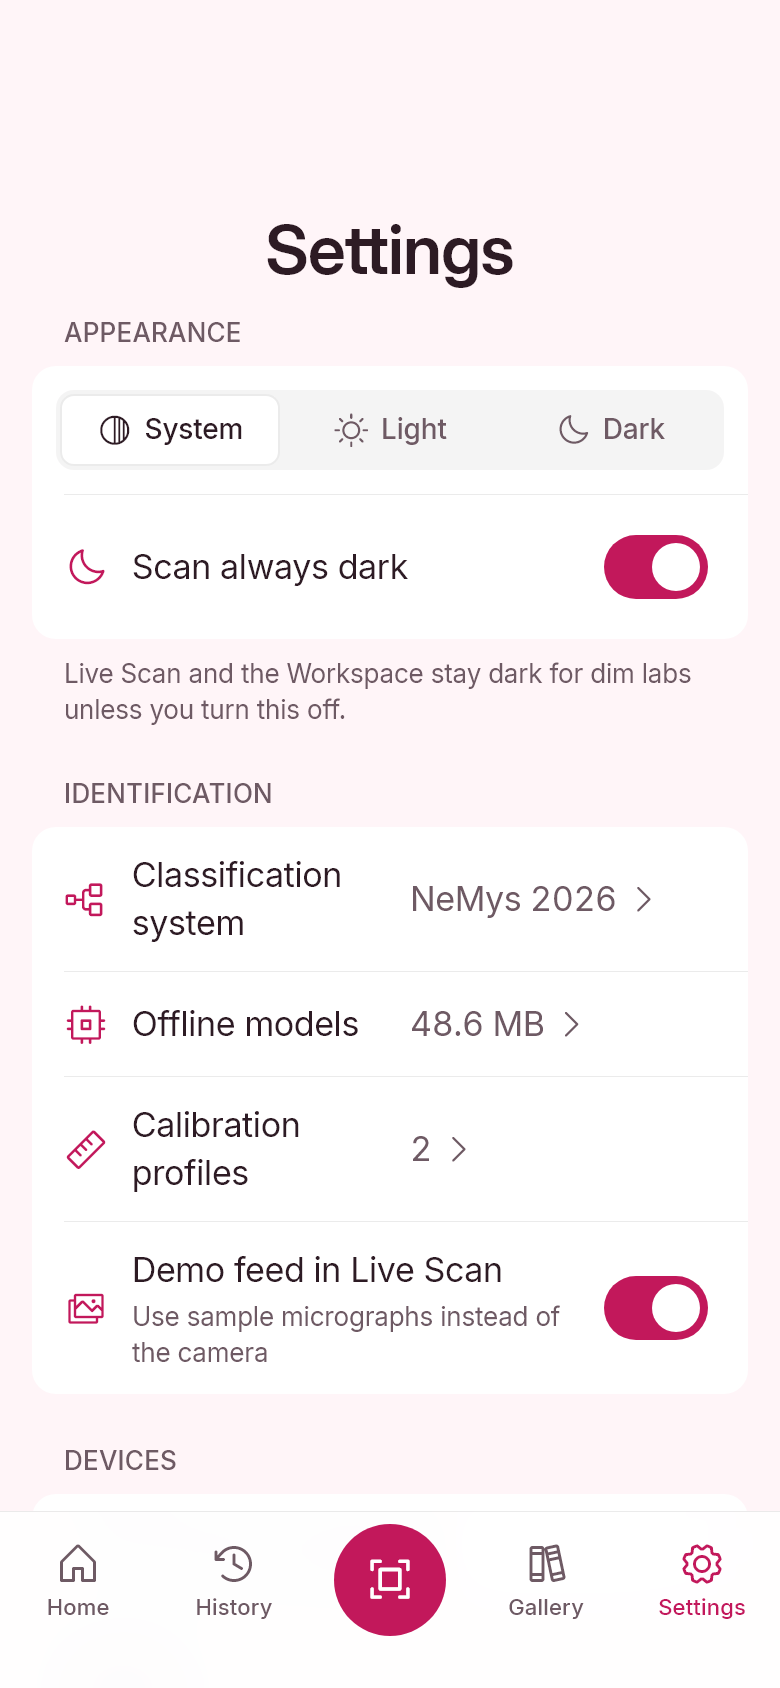 Settings
APPEARANCE
System
Light
Dark
Scan always dark
Live Scan and the Workspace stay dark for dim labs
unless you turn this off.
IDENTIFICATION
Classification
system
NeMys 2026
Offline models
48.6 MB
Calibration
profiles
2
Demo feed in Live Scan
Use sample micrographs instead of
the camera
DEVICES
Home
History
Gallery
Settings